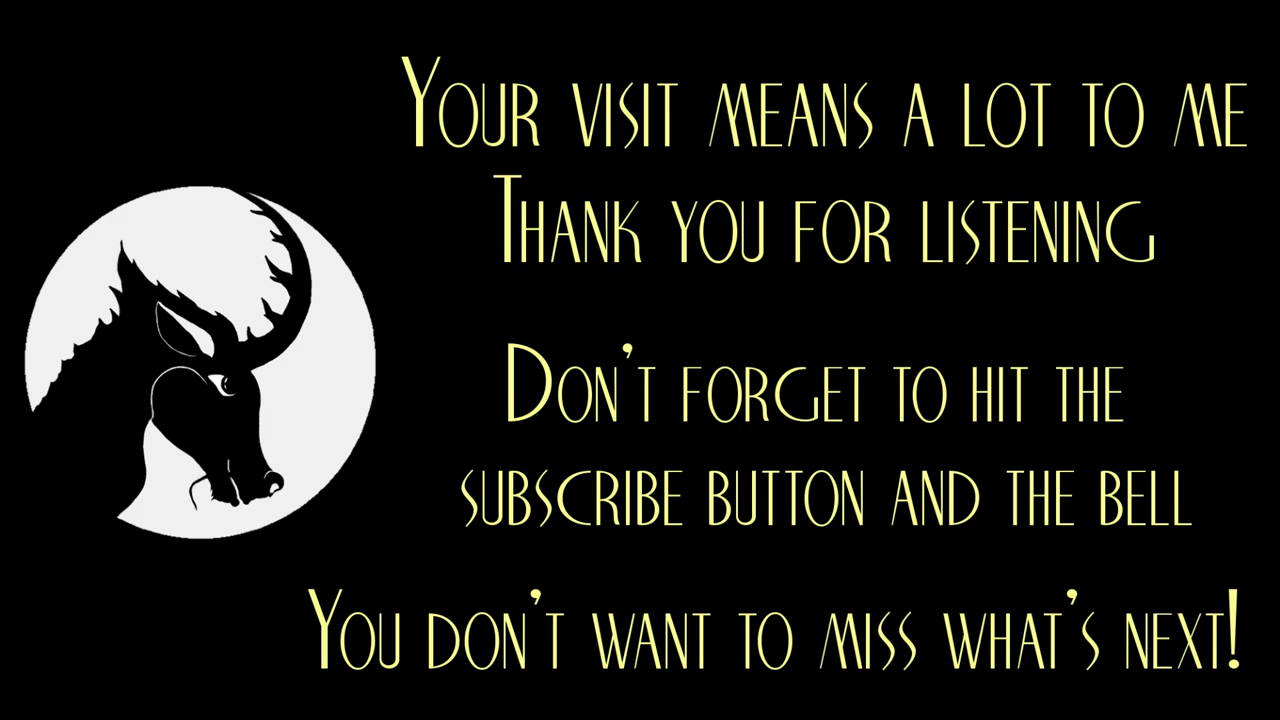 Your visit means a lot to me
Thank you for listening
Don't forget to hit the
subscribe button and the bell
You don't want to miss what's next!